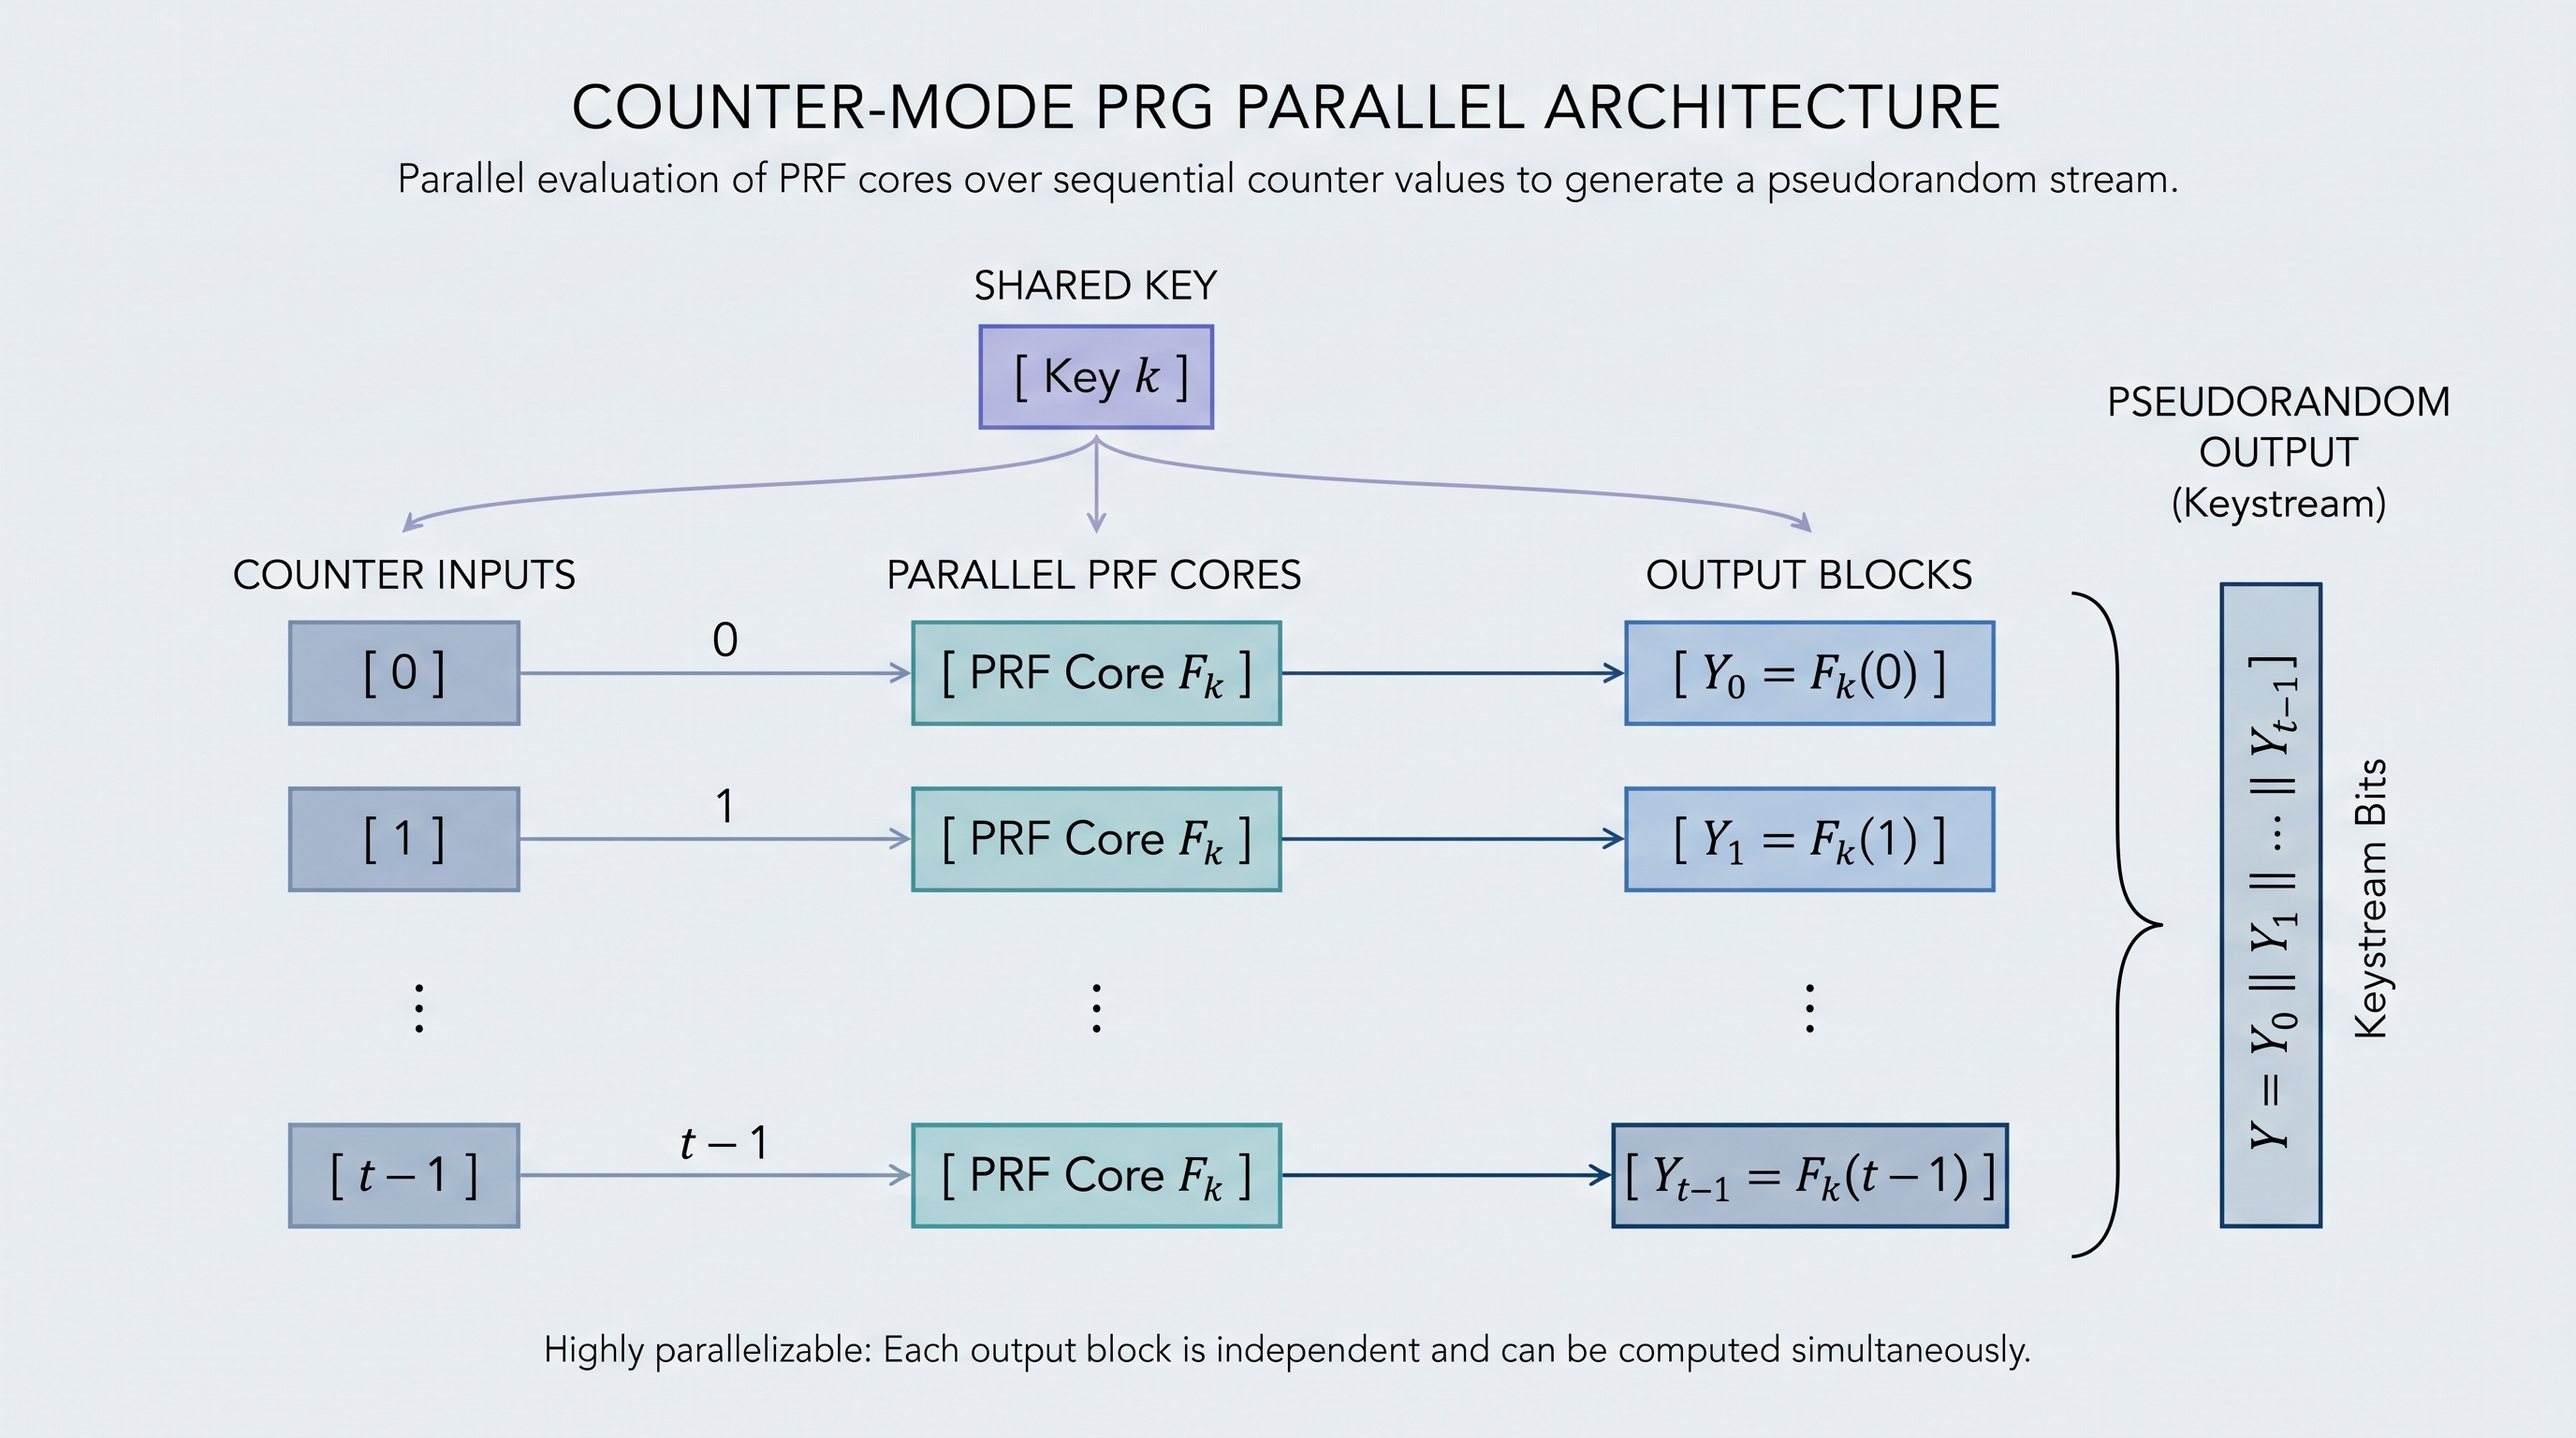 COUNTER-MODE PRG PARALLEL ARCHITECTURE
Parallel evaluation of PRF cores over sequential counter values to generate a pseudorandom stream.
SHARED KEY
[ Key k ]
COUNTER INPUTS
PARALLEL PRF CORES
OUTPUT BLOCKS
PSEUDORANDOM
OUTPUT
(Keystream)
[ 0 ]
0
[ PRF Core F_k ]
[ Y_0 = F_k(0) ]
[ 1 ]
1
[ PRF Core F_k ]
[ Y_1 = F_k(1) ]
⋮
⋮
⋮
[ t − 1 ]
t − 1
[ PRF Core F_k ]
[ Y_{t−1} = F_k(t − 1) ]
Y = Y_0 || Y_1 || ... || Y_{t−1} ]
Keystream Bits
Highly parallelizable: Each output block is independent and can be computed simultaneously.